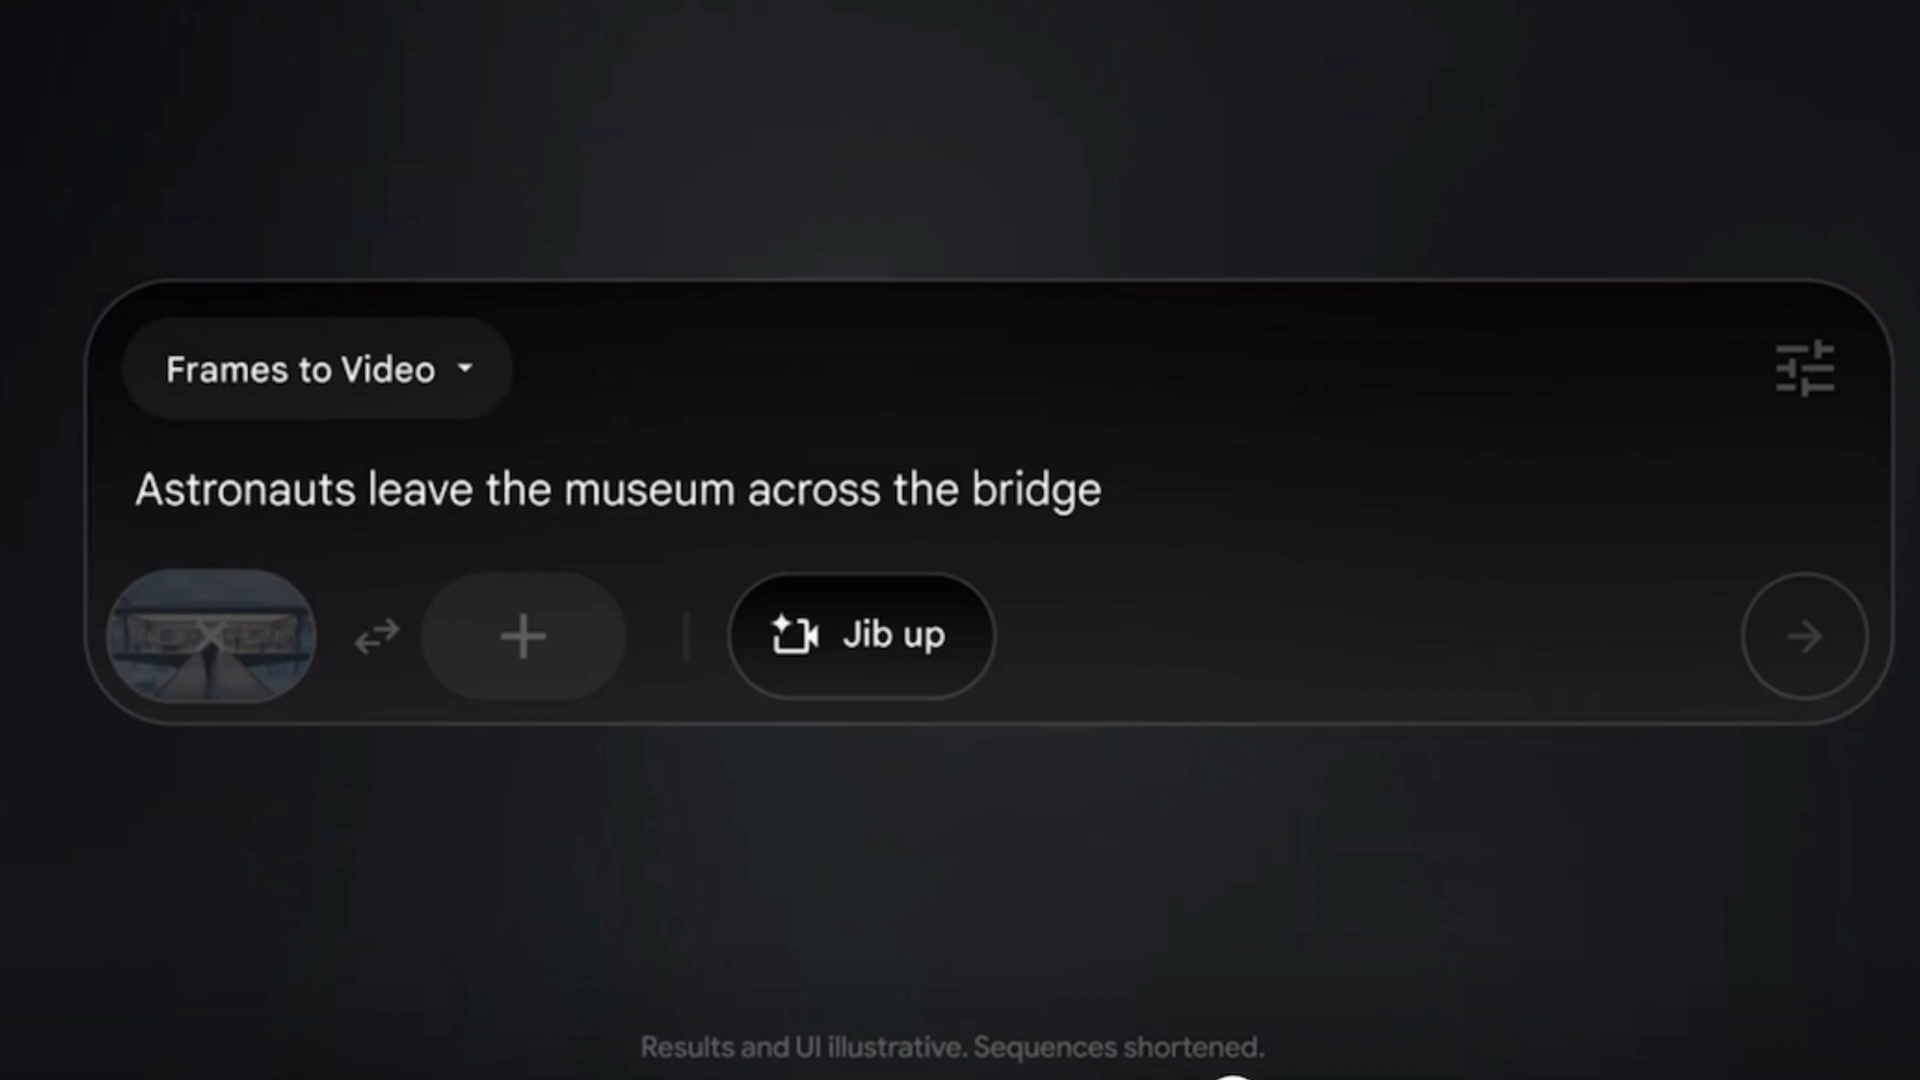 Frames to Video
Astronauts leave the museum across the bridge
Jib up
Results and UI illustrative. Sequences shortened.